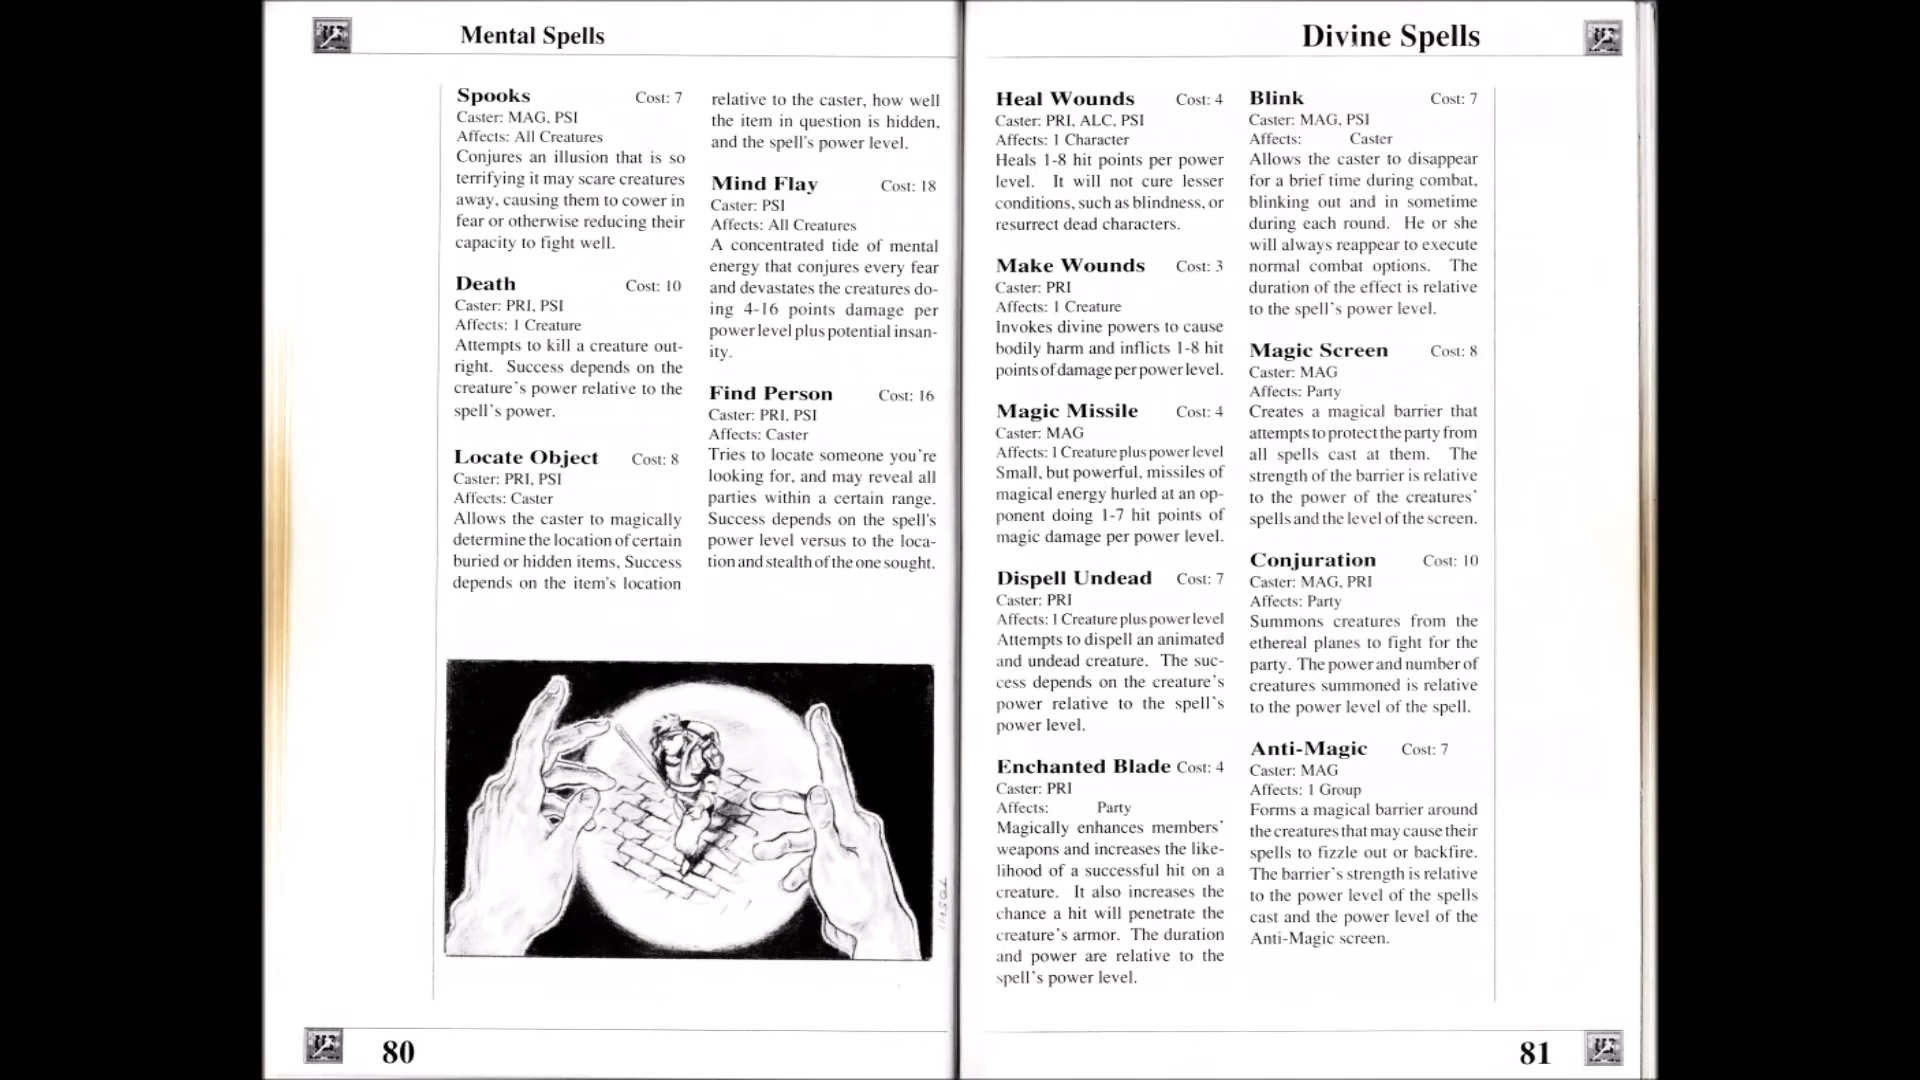 Mental Spells
Spooks Cost: 7
Caster: MAG, PSI
Affects: All Creatures
Conjures an illusion that is so
terrifying it may scare creatures
away, causing them to cower in
fear or otherwise reducing their
capacity to fight well.
Death Cost: 10
Caster: PRI, PSI
Affects: 1 Creature
Attempts to kill a creature out-
right. Success depends on the
creature's power relative to the
spell's power.
Locate Object Cost: 8
Caster: PRI, PSI
Affects: Caster
Allows the caster to magically
determine the location of certain
buried or hidden items, Success
depends on the item's location
relative to the caster, how well
the item in question is hidden,
and the spell's power level.
Mind Flay Cost: 18
Caster: PSI
Affects: All Creatures
A concentrated tide of mental
energy that conjures every fear
and devastates the creatures do-
ing 4-16 points damage per
power level plus potential insan-
ity.
Find Person Cost: 16
Caster: PRI, PSI
Affects: Caster
Tries to locate someone you're
looking for, and may reveal all
parties within a certain range.
Success depends on the spell's
power level versus to the loca-
tion and stealth of the one sought.
80
Divine Spells
Heal Wounds Cost: 4
Caster: PRI, ALC, PSI
Affects: 1 Character
Heals 1-8 hit points per power
level. It will not cure lesser
conditions, such as blindness, or
resurrect dead characters.
Make Wounds Cost: 3
Caster: PRI
Affects: 1 Creature
Invokes divine powers to cause
bodily harm and inflicts 1-8 hit
points of damage per power level.
Magic Missile Cost: 4
Caster: MAG
Affects: 1 Creature plus power level
Small, but powerful, missiles of
magical energy hurled at an op-
ponent doing 1-7 hit points of
magic damage per power level.
Dispell Undead Cost: 7
Caster: PRI
Affects: 1 Creature plus power level
Attempts to dispell an animated
and undead creature. The suc-
cess depends on the creature's
power relative to the spell's
power level.
Enchanted Blade Cost: 4
Caster: PRI
Affects: Party
Magically enhances members'
weapons and increases the like-
lihood of a successful hit on a
creature. It also increases the
chance a hit will penetrate the
creature's armor. The duration
and power are relative to the
spell's power level.
Blink Cost: 7
Caster: MAG, PSI
Affects: Caster
Allows the caster to disappear
for a brief time during combat,
blinking out and in sometime
during each round. He or she
will always reappear to execute
normal combat options. The
duration of the effect is relative
to the spell's power level.
Magic Screen Cost: 8
Caster: MAG
Affects: Party
Creates a magical barrier that
attempts to protect the party from
all spells cast at them. The
strength of the barrier is relative
to the power of the creatures'
spells and the level of the screen.
Conjuration Cost: 10
Caster: MAG, PRI
Affects: Party
Summons creatures from the
ethereal planes to fight for the
party. The power and number of
creatures summoned is relative
to the power level of the spell.
Anti-Magic Cost: 7
Caster: MAG
Affects: 1 Group
Forms a magical barrier around
the creatures that may cause their
spells to fizzle out or backfire.
The barrier's strength is relative
to the power level of the spells
cast and the power level of the
Anti-Magic screen.
81